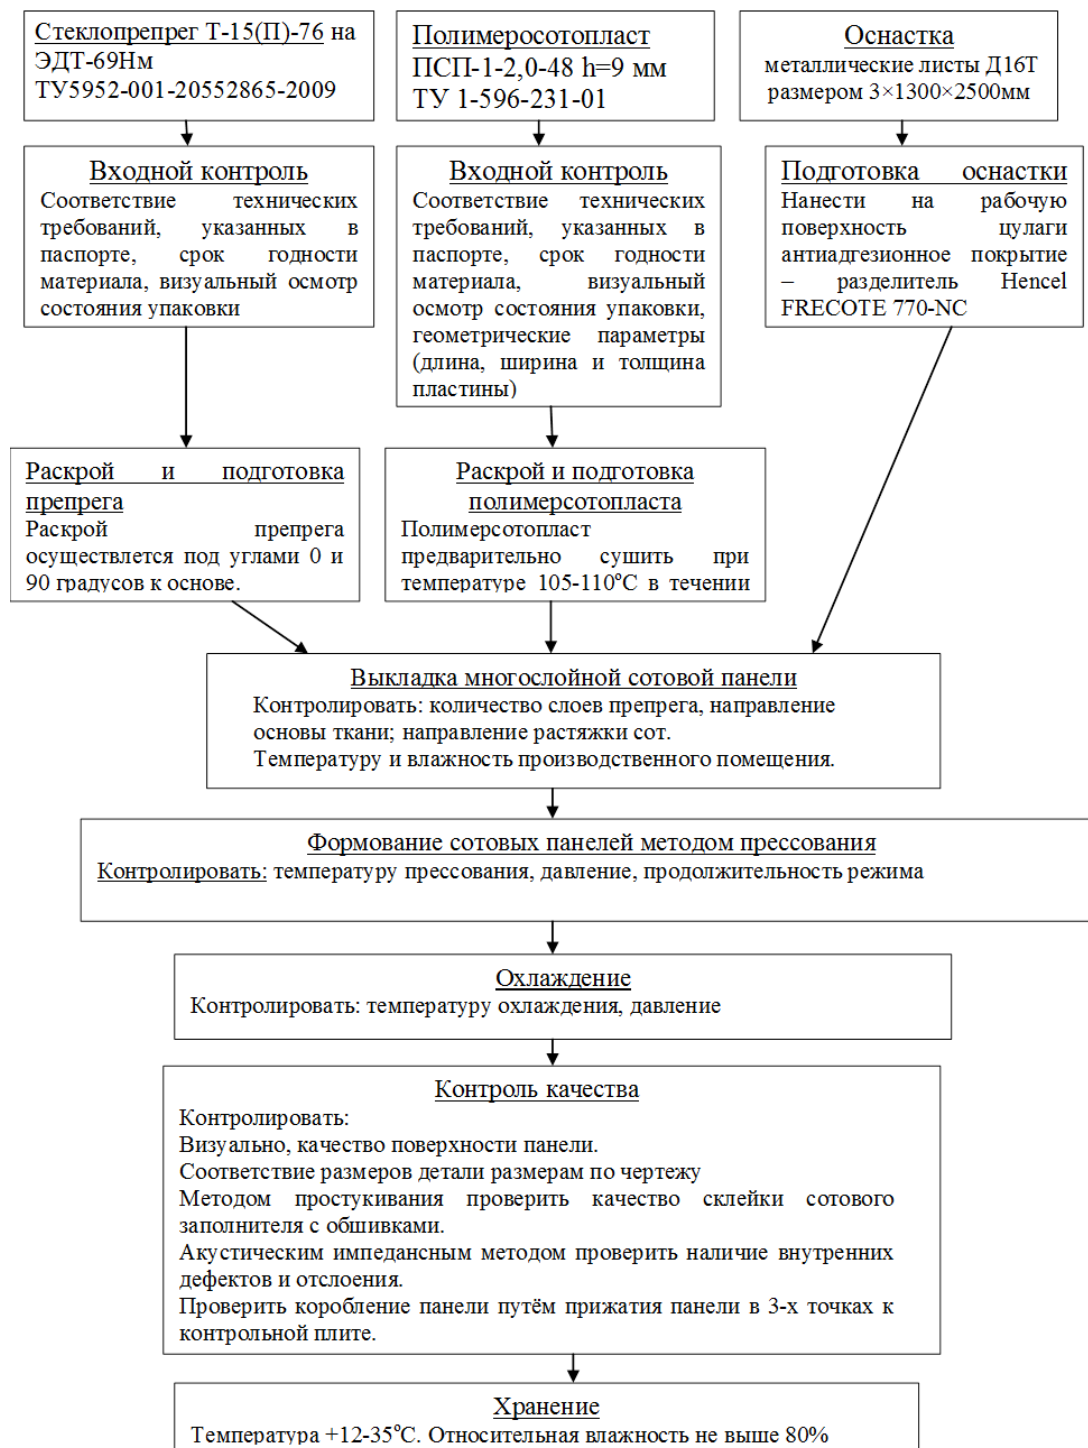 Стеклопрепрег Т-15(П)-76 на
ЭДТ-69Нм
ТУ5952-001-20552865-2009
Полимеросотопласт
ПСП-1-2,0-48 h=9 мм
ТУ 1-596-231-01
Оснастка
металлические листы Д16Т
размером 3×1300×2500мм
Входной контроль
Соответствие технических
требований, указанных в
паспорте, срок годности
материала, визуальный осмотр
состояния упаковки
Входной контроль
Соответствие технических
требований, указанных в
паспорте, срок годности
материала, визуальный
осмотр состояния упаковки,
геометрические параметры
(длина, ширина и толщина
пластины)
Подготовка оснастки
Нанести на рабочую
поверхность цулаги
антиадгезионное покрытие
– разделитель Hencel
FRECOTE 770-NC
Раскрой и подготовка
препрега
Раскрой препрега
осуществлется под углами 0 и
90 градусов к основе.
Раскрой и подготовка
полимерсотопласта
Полимерсотопласт
предварительно сушить при
температуре 105-110°С в течении
Выкладка многослойной сотовой панели
Контролировать: количество слоев препрега, направление
основы ткани; направление растяжки сот.
Температуру и влажность производственного помещения.
Формование сотовых панелей методом прессования
Контролировать: температуру прессования, давление, продолжительность режима
Охлаждение
Контролировать: температуру охлаждения, давление
Контроль качества
Контролировать:
Визуально, качество поверхности панели.
Соответствие размеров детали размерам по чертежу
Методом простукивания проверить качество склейки сотового
заполнителя с обшивками.
Акустическим импедансным методом проверить наличие внутренних
дефектов и отслоения.
Проверить коробление панели путём прижатия панели в 3-х точках к
контрольной плите.
Хранение
Температура +12-35°С. Относительная влажность не выше 80%